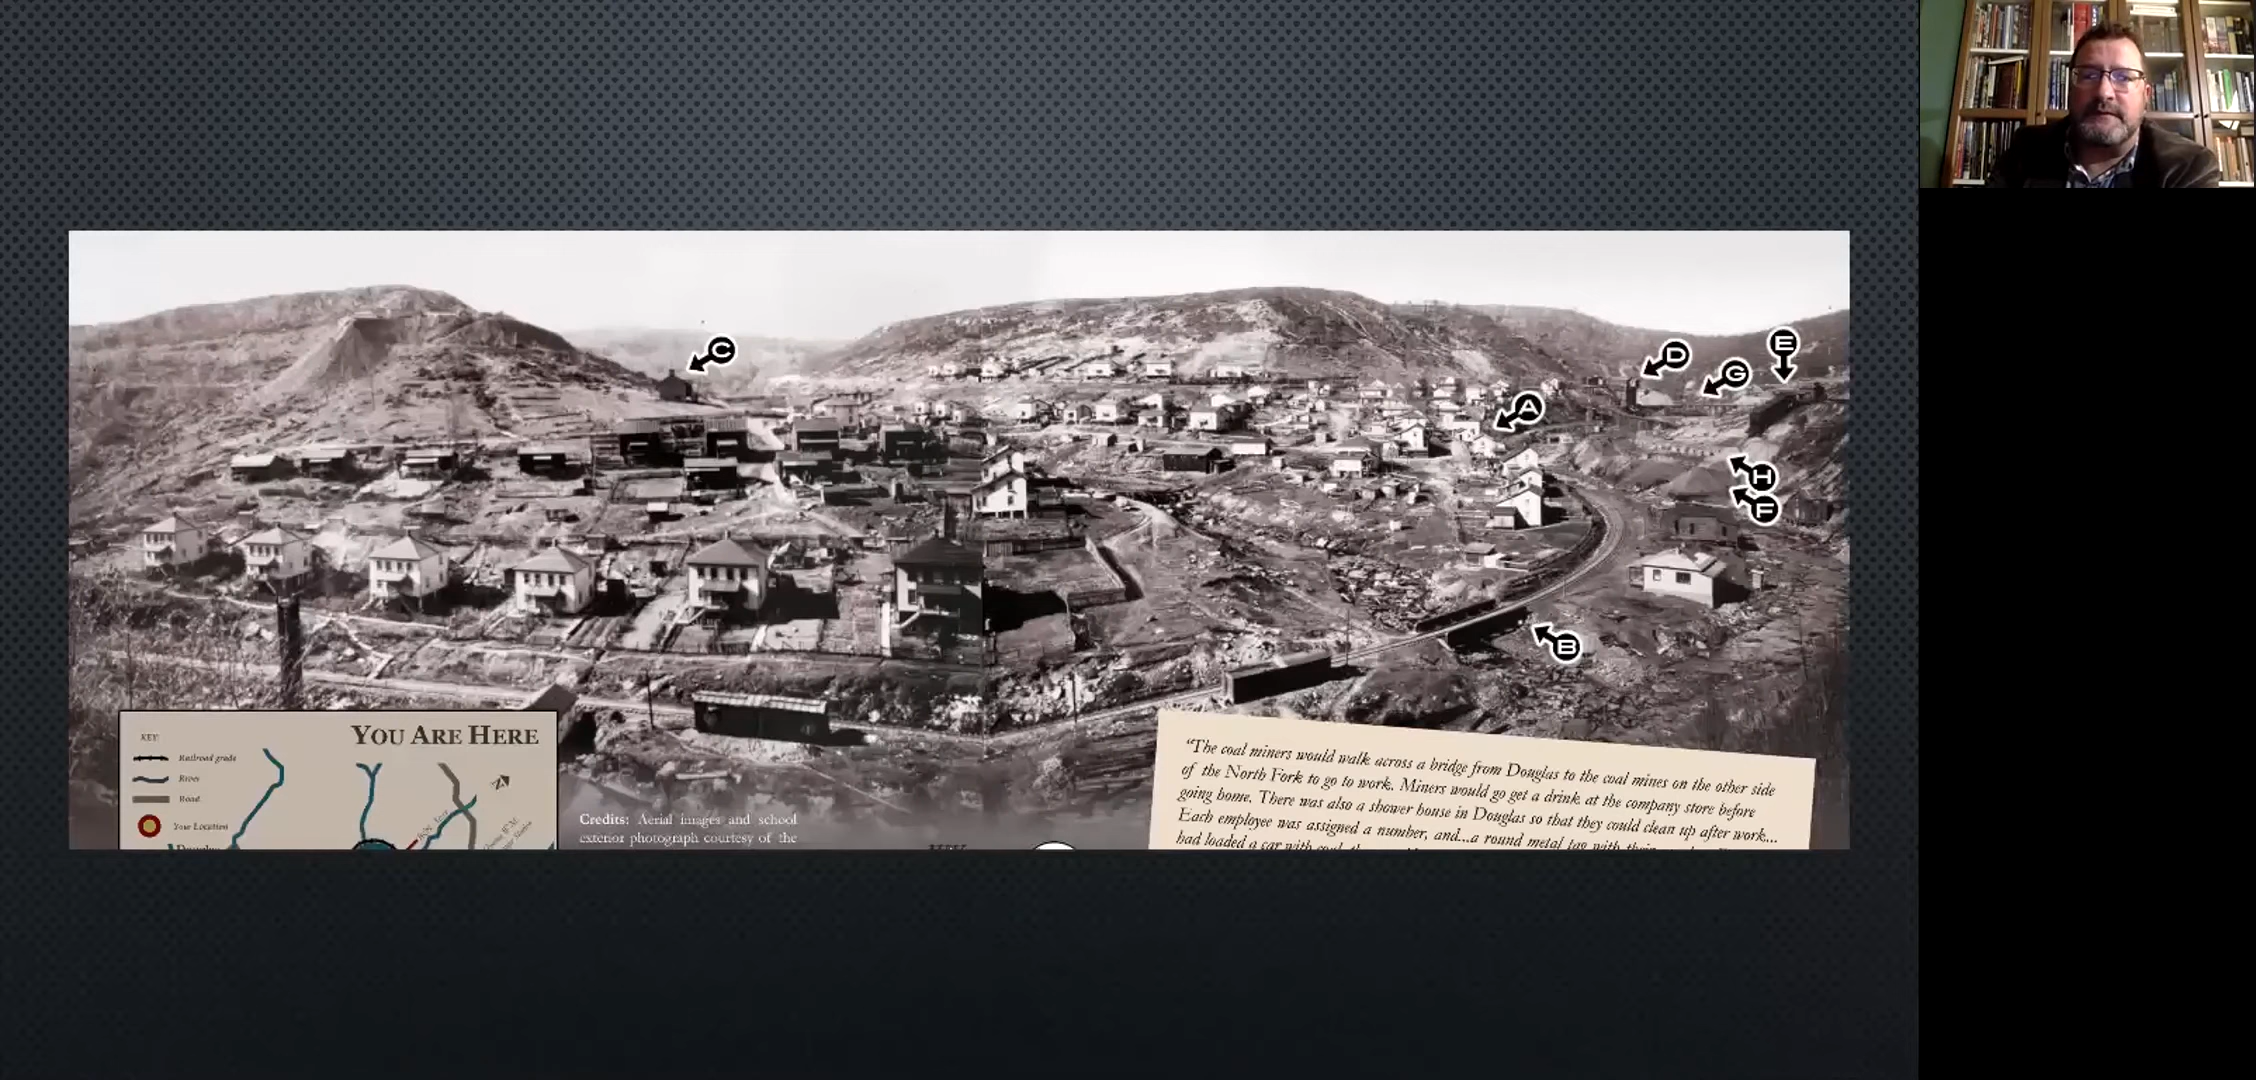 C
E
D
G
A
H
F
B
YOU ARE HERE
KEY:
Railroad grade
River
Road
Your Location
Douglas
Credits: Aerial images and school
exterior photograph courtesy of the
KEY
“The coal miners would walk across a bridge from Douglas to the coal mines on the other side
of the North Fork to go to work. Miners would go get a drink at the company store before
going home. There was also a shower house in Douglas so that they could clean up after work...
Each employee was assigned a number, and...a round metal tag with their
had loaded a car with coal,